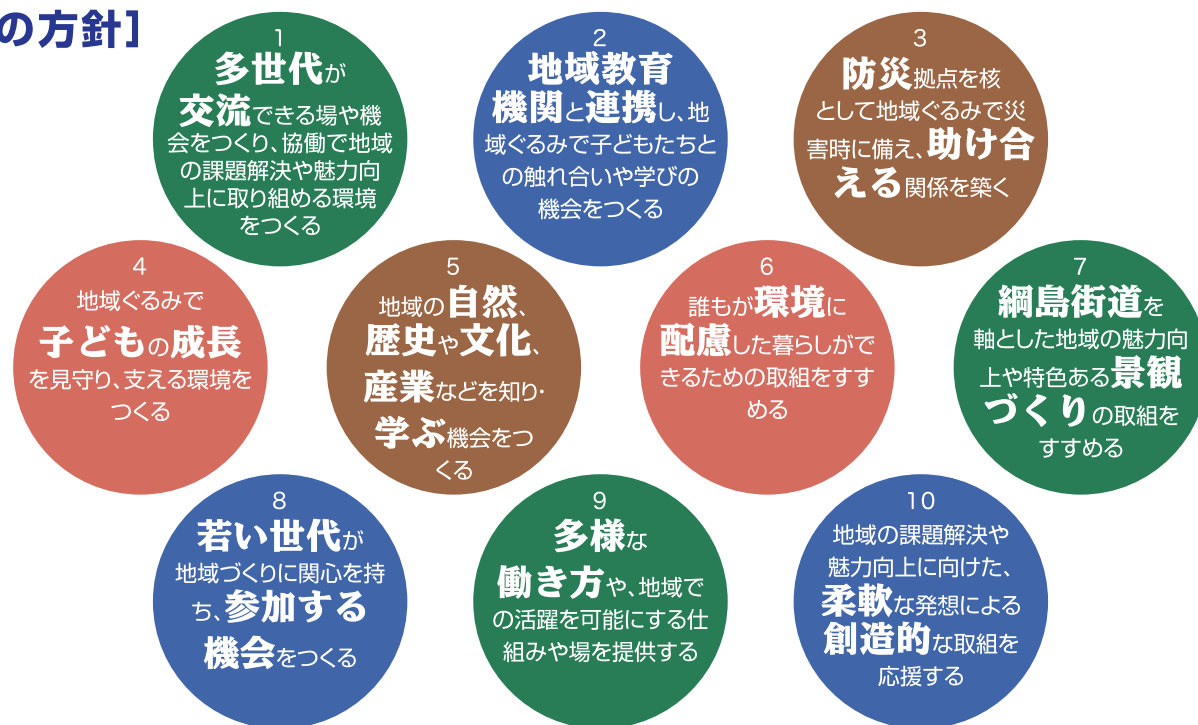 の方針］
1
多世代が
交流できる場や機
会をつくり、協働で地域
の課題解決や魅力向
上に取り組める環境
をつくる
2
地域教育
機関と連携し、地
域ぐるみで子どもたちと
の触れ合いや学びの
機会をつくる
3
防災拠点を核
として地域ぐるみで災
害時に備え、助け合
える関係を築く
4
地域ぐるみで
子どもの成長
を見守り、支える環境を
つくる
5
地域の自然、
歴史や文化、
産業などを知り・
学ぶ機会をつ
くる
6
誰もが環境に
配慮した暮らしがで
きるための取組をすす
める
7
綱島街道を
軸とした地域の魅力向
上や特色ある景観
づくりの取組を
すすめる
8
若い世代が
地域づくりに関心を持
ち、参加する
機会をつくる
9
多様な
働き方や、地域で
の活躍を可能にする仕
組みや場を提供する
10
地域の課題解決や
魅力向上に向けた、
柔軟な発想による
創造的な取組を
応援する